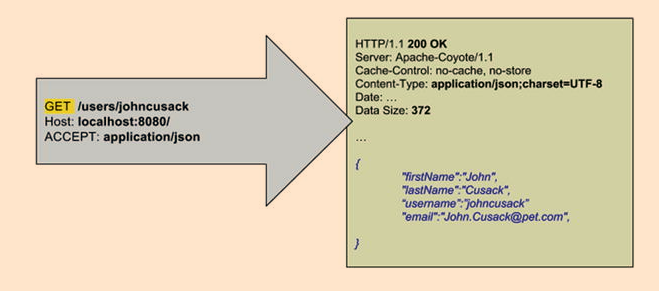 GET /users/johncusack
Host: localhost:8080/
ACCEPT: application/json
HTTP/1.1 200 OK
Server: Apache-Coyote/1.1
Cache-Control: no-cache, no-store
Content-Type: application/json;charset=UTF-8
Date: …
Data Size: 372
…
{
"firstName":"John",
"lastName":"Cusack",
"username":"johncusack"
"email":"John.Cusack@pet.com",
}